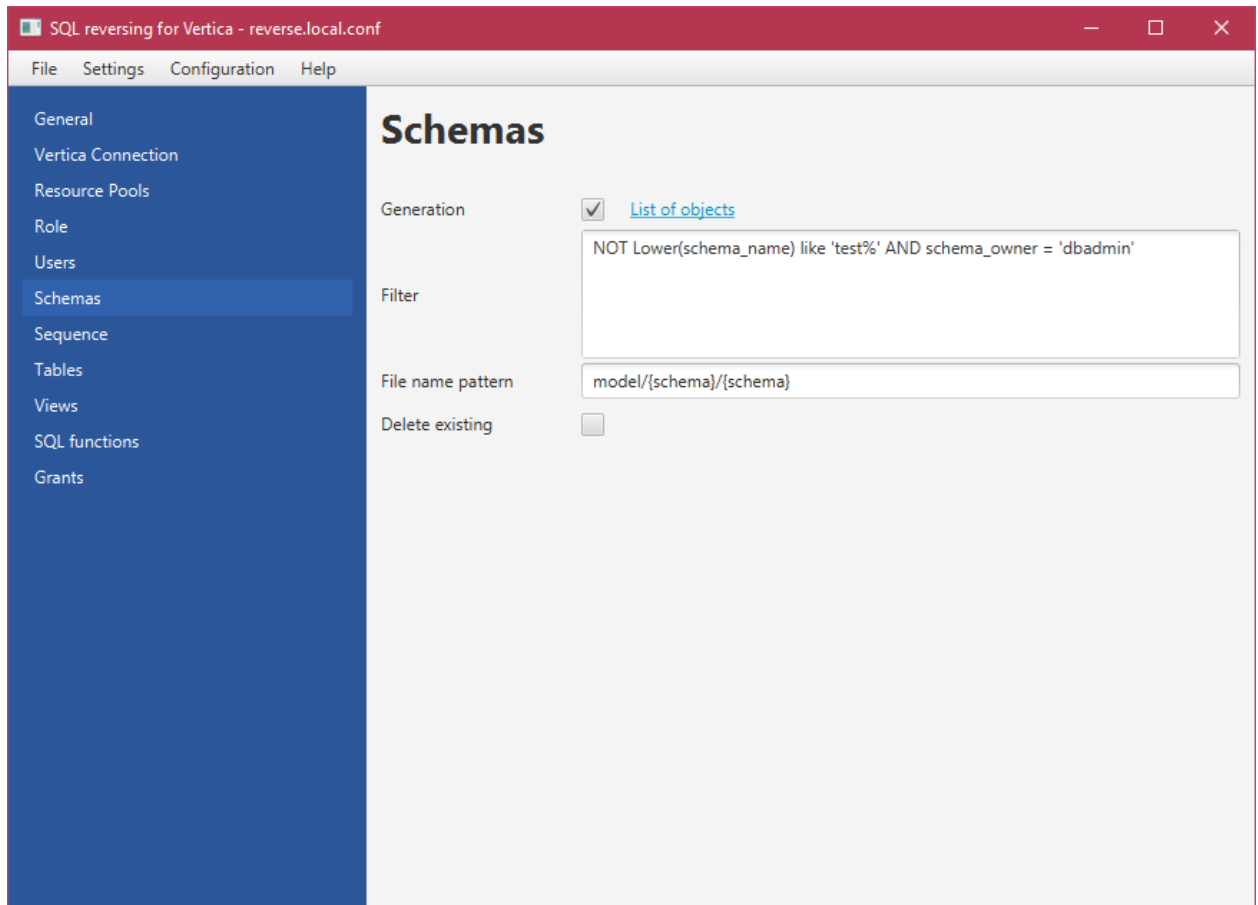 SQL reversing for Vertica - reverse.local.conf
File Settings Configuration Help
General
Vertica Connection
Resource Pools
Role
Users
Schemas
Sequence
Tables
Views
SQL functions
Grants
Schemas
Generation List of objects
Filter
NOT Lower(schema_name) like 'test%' AND schema_owner = 'dbadmin'
File name pattern model/{schema}/{schema}
Delete existing